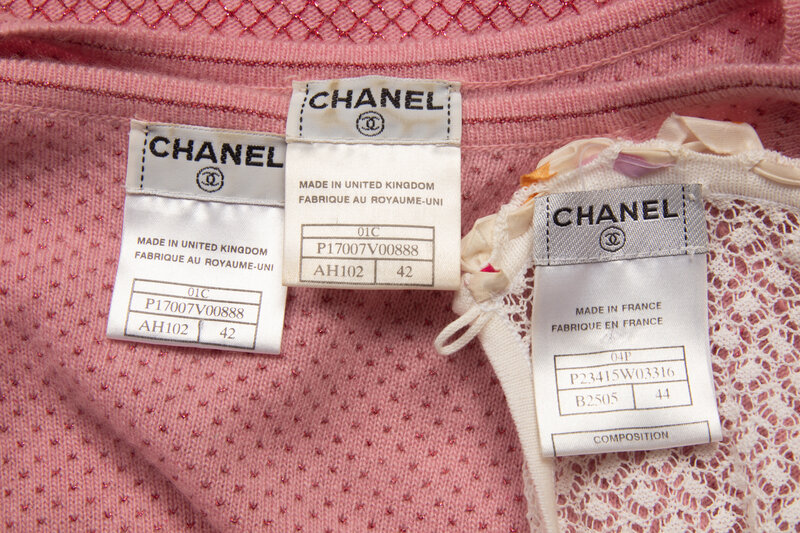 CHANEL
MADE IN UNITED KINGDOM
FABRIQUE AU ROYAUME-UNI
01C
P17007V00888
AH102 42
CHANEL
MADE IN UNITED KINGDOM
FABRIQUE AU ROYAUME-UNI
01C
P17007V00888
AH102 42
CHANEL
MADE IN FRANCE
FABRIQUE EN FRANCE
04P
P23415W03316
B2505 44
COMPOSITION